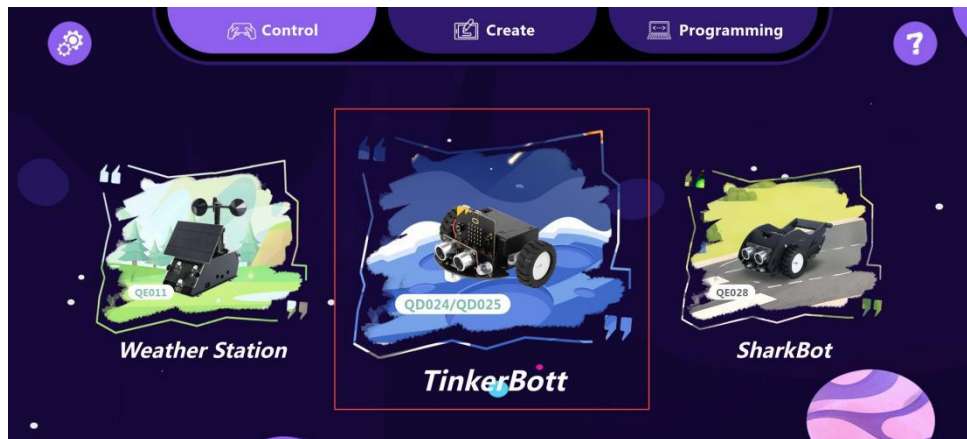 Control
Create
Programming
?
QE011
QD024/QD025
QE028
Weather Station
TinkerBott
SharkBot